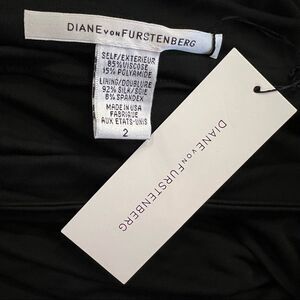 DIANE VON FURSTENBERG
SELF/EXTERIEUR
85% VISCOSE
15% POLYAMIDE
LINING/DOUBLURE
92% SILK/SOIE
8% SPANDEX
MADE IN USA
FABRIQUE
AUX ETATS-UNIS
2
DIANE VON FURSTENBERG